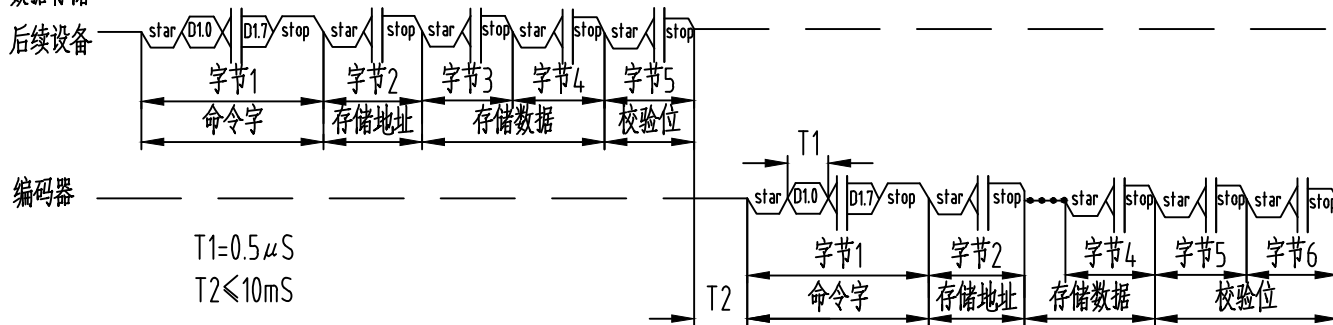 后续设备
star D1.0 D1.7 stop star stop star stop star stop star stop
字节1 字节2 字节3 字节4 字节5
命令字 存储地址 存储数据 校验位
T1
编码器
star D1.0 D1.7 stop star stop star stop star stop star stop
T1=0.5μS
字节1 字节2 字节4 字节5 字节6
T2≤10mS
T2 命令字 存储地址 存储数据 校验位